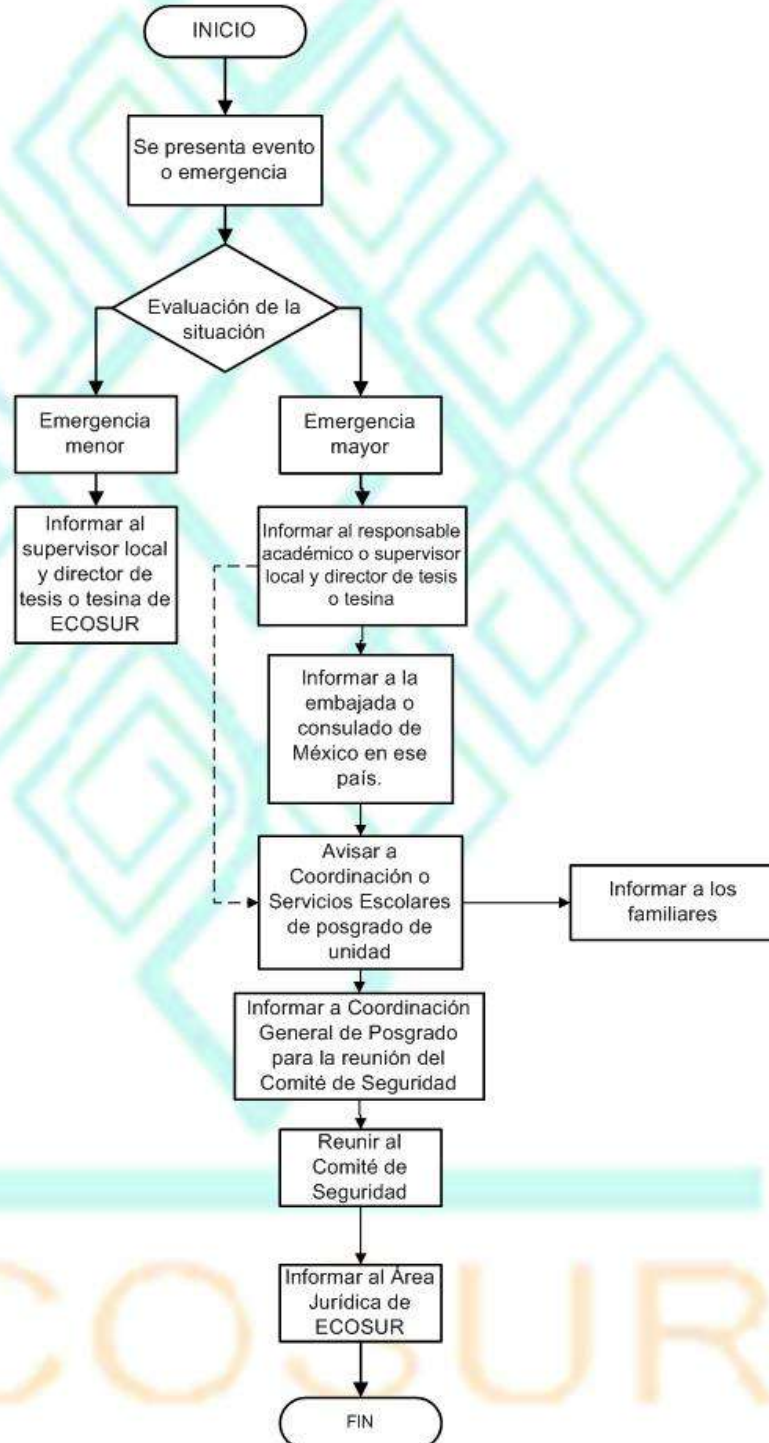 INICIO
Se presenta evento
o emergencia
Evaluación de la
situación
Emergencia
menor
Emergencia
mayor
Informar al
supervisor local
y director de
tesis o tesina de
ECOSUR
Informar al responsable
académico o supervisor
local y director de tesis
o tesina
Informar a la
embajada o
consulado de
México en ese
país.
Avisar a
Coordinación o
Servicios Escolares
de posgrado de
unidad
Informar a los
familiares
Informar a Coordinación
General de Posgrado
para la reunión del
Comité de Seguridad
Reunir al
Comité de
Seguridad
Informar al Área
Jurídica de
ECOSUR
COSUR
FIN